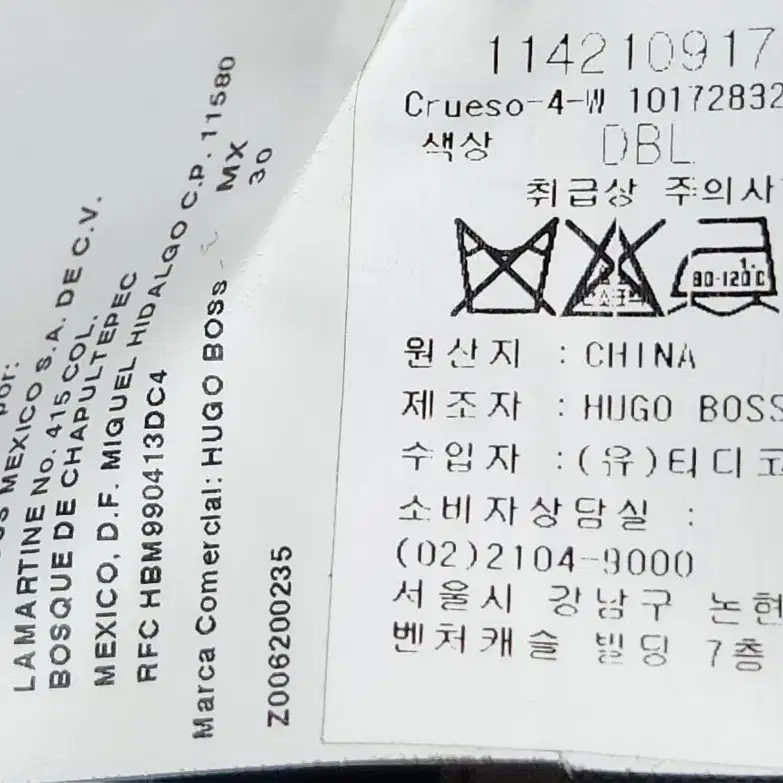 por:
MEXICO S.A. DE C.V.
LAMARTINE No. 415 COL.
BOSQUE DE CHAPULTEPEC
MEXICO, D.F. MIGUEL HIDALGO C.P. 11580
RFC HBM990413DC4
MX
30
Marca Comercial: HUGO BOSS
Z006200235
114210917
Crueso-4-W 10172832
색상 DBL
취급상 주의사
80-120℃
원산지 : CHINA
제조자 : HUGO BOSS
수입자 : (유)티디코
소비자상담실 :
(02)2104-9000
서울시 강남구 논현
벤처캐슬 빌딩 7층